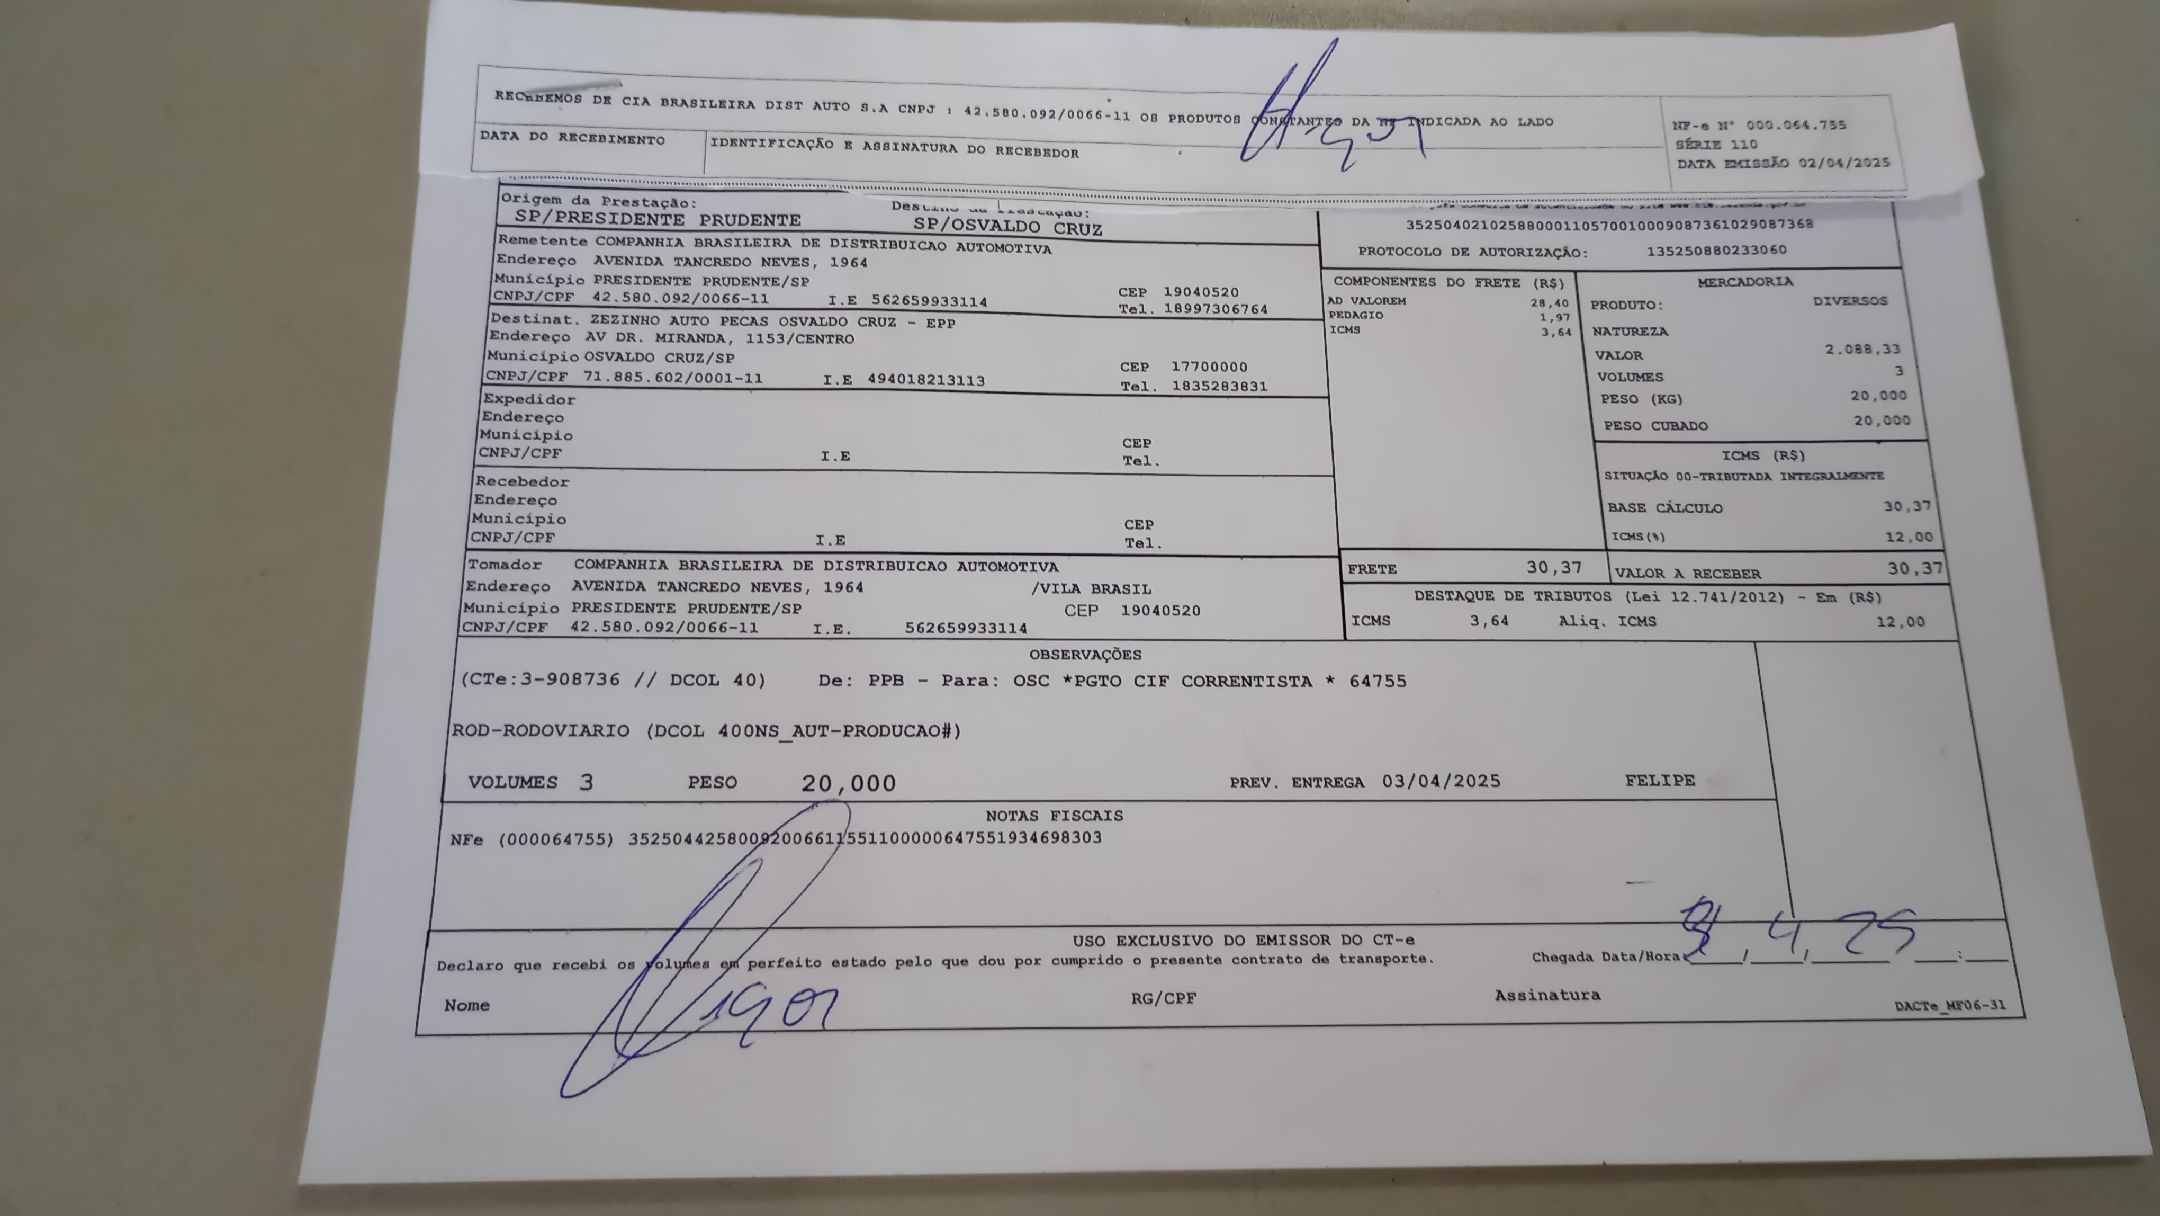 RECEBEMOS DE CIA BRASILEIRA DIST AUTO S.A CNPJ : 42.580.092/0066-11 OS PRODUTOS CONSTANTES DA NF INDICADA AO LADO
DATA DO RECEBIMENTO IDENTIFICAÇÃO E ASSINATURA DO RECEBEDOR
NF-e Nº 000.064.755
SÉRIE 110
DATA EMISSÃO 02/04/2025
Origem da Prestação: Destino da Prestação:
SP/PRESIDENTE PRUDENTE SP/OSVALDO CRUZ
Remetente COMPANHIA BRASILEIRA DE DISTRIBUICAO AUTOMOTIVA
Endereço AVENIDA TANCREDO NEVES, 1964
Município PRESIDENTE PRUDENTE/SP CEP 19040520
CNPJ/CPF 42.580.092/0066-11 I.E 562659933114 Tel. 18997306764
Destinat. ZEZINHO AUTO PECAS OSVALDO CRUZ - EPP
Endereço AV DR. MIRANDA, 1153/CENTRO
Município OSVALDO CRUZ/SP CEP 17700000
CNPJ/CPF 71.885.602/0001-11 I.E 494018213113 Tel. 1835283831
Expedidor
Endereço
Município CEP
CNPJ/CPF I.E Tel.
Recebedor
Endereço
Município CEP
CNPJ/CPF I.E Tel.
Tomador COMPANHIA BRASILEIRA DE DISTRIBUICAO AUTOMOTIVA
Endereço AVENIDA TANCREDO NEVES, 1964 /VILA BRASIL
Município PRESIDENTE PRUDENTE/SP CEP 19040520
CNPJ/CPF 42.580.092/0066-11 I.E. 562659933114
35250402102588000110570010009087361029087368
PROTOCOLO DE AUTORIZAÇÃO: 135250880233060
COMPONENTES DO FRETE (R$)
AD VALOREM 28,40
PEDAGIO 1,97
ICMS 3,64
MERCADORIA
PRODUTO: DIVERSOS
NATUREZA
VALOR 2.088,33
VOLUMES 3
PESO (KG) 20,000
PESO CUBADO 20,000
ICMS (R$)
SITUAÇÃO 00-TRIBUTADA INTEGRALMENTE
BASE CÁLCULO 30,37
ICMS(%) 12,00
FRETE 30,37 VALOR A RECEBER 30,37
DESTAQUE DE TRIBUTOS (Lei 12.741/2012) - Em (R$)
ICMS 3,64 Aliq. ICMS 12,00
OBSERVAÇÕES
(CTe:3-908736 // DCOL 40) De: PPB - Para: OSC *PGTO CIF CORRENTISTA * 64755
ROD-RODOVIARIO (DCOL 400NS_AUT-PRODUCAO#)
VOLUMES 3 PESO 20,000 PREV. ENTREGA 03/04/2025 FELIPE
NOTAS FISCAIS
NFe (000064755) 35250442580092006611551100000647551934698303
USO EXCLUSIVO DO EMISSOR DO CT-e
Declaro que recebi os volumes em perfeito estado pelo que dou por cumprido o presente contrato de transporte. Chegada Data/Hora: / 4, 25 :
Nome RG/CPF Assinatura
DACTe_MF06-31